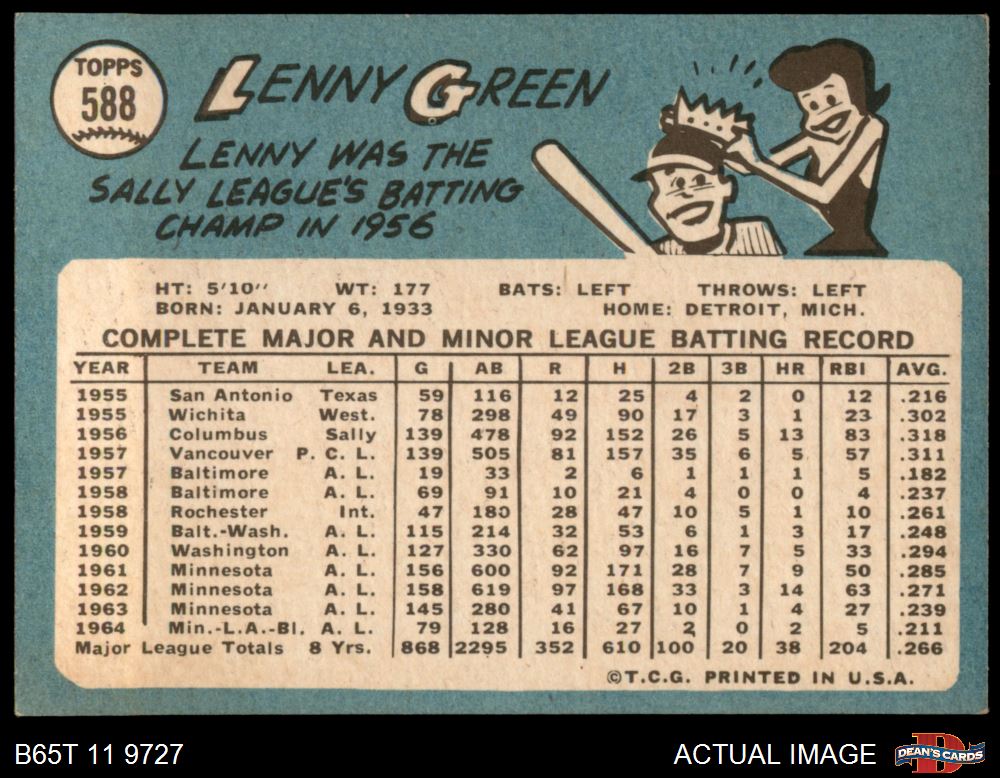 TOPPS
588
LENNY GREEN
LENNY WAS THE
SALLY LEAGUE'S BATTING
CHAMP IN 1956
HT: 5'10" WT: 177 BATS: LEFT THROWS: LEFT
BORN: JANUARY 6, 1933 HOME: DETROIT, MICH.
COMPLETE MAJOR AND MINOR LEAGUE BATTING RECORD
YEAR TEAM LEA. G AB R H 2B 3B HR RBI AVG.
1955 San Antonio Texas 59 116 12 25 4 2 0 12 .216
1955 Wichita West. 78 298 49 90 17 3 1 23 .302
1956 Columbus Sally 139 478 92 152 26 5 13 83 .318
1957 Vancouver P. C. L. 139 505 81 157 35 6 5 57 .311
1957 Baltimore A. L. 19 33 2 6 1 1 1 5 .182
1958 Baltimore A. L. 69 91 10 21 4 0 0 4 .237
1958 Rochester Int. 47 180 28 47 10 5 1 10 .261
1959 Balt.-Wash. A. L. 115 214 32 53 6 1 3 17 .248
1960 Washington A. L. 127 330 62 97 16 7 5 33 .294
1961 Minnesota A. L. 156 600 92 171 28 7 9 50 .285
1962 Minnesota A. L. 158 619 97 168 33 3 14 63 .271
1963 Minnesota A. L. 145 280 41 67 10 1 4 27 .239
1964 Min.-L.A.-Bl. A. L. 79 128 16 27 2 0 2 5 .211
Major League Totals 8 Yrs. 868 2295 352 610 100 20 38 204 .266
©T.C.G. PRINTED IN U.S.A.
B65T 11 9727 ACTUAL IMAGE DEAN'S CARDS